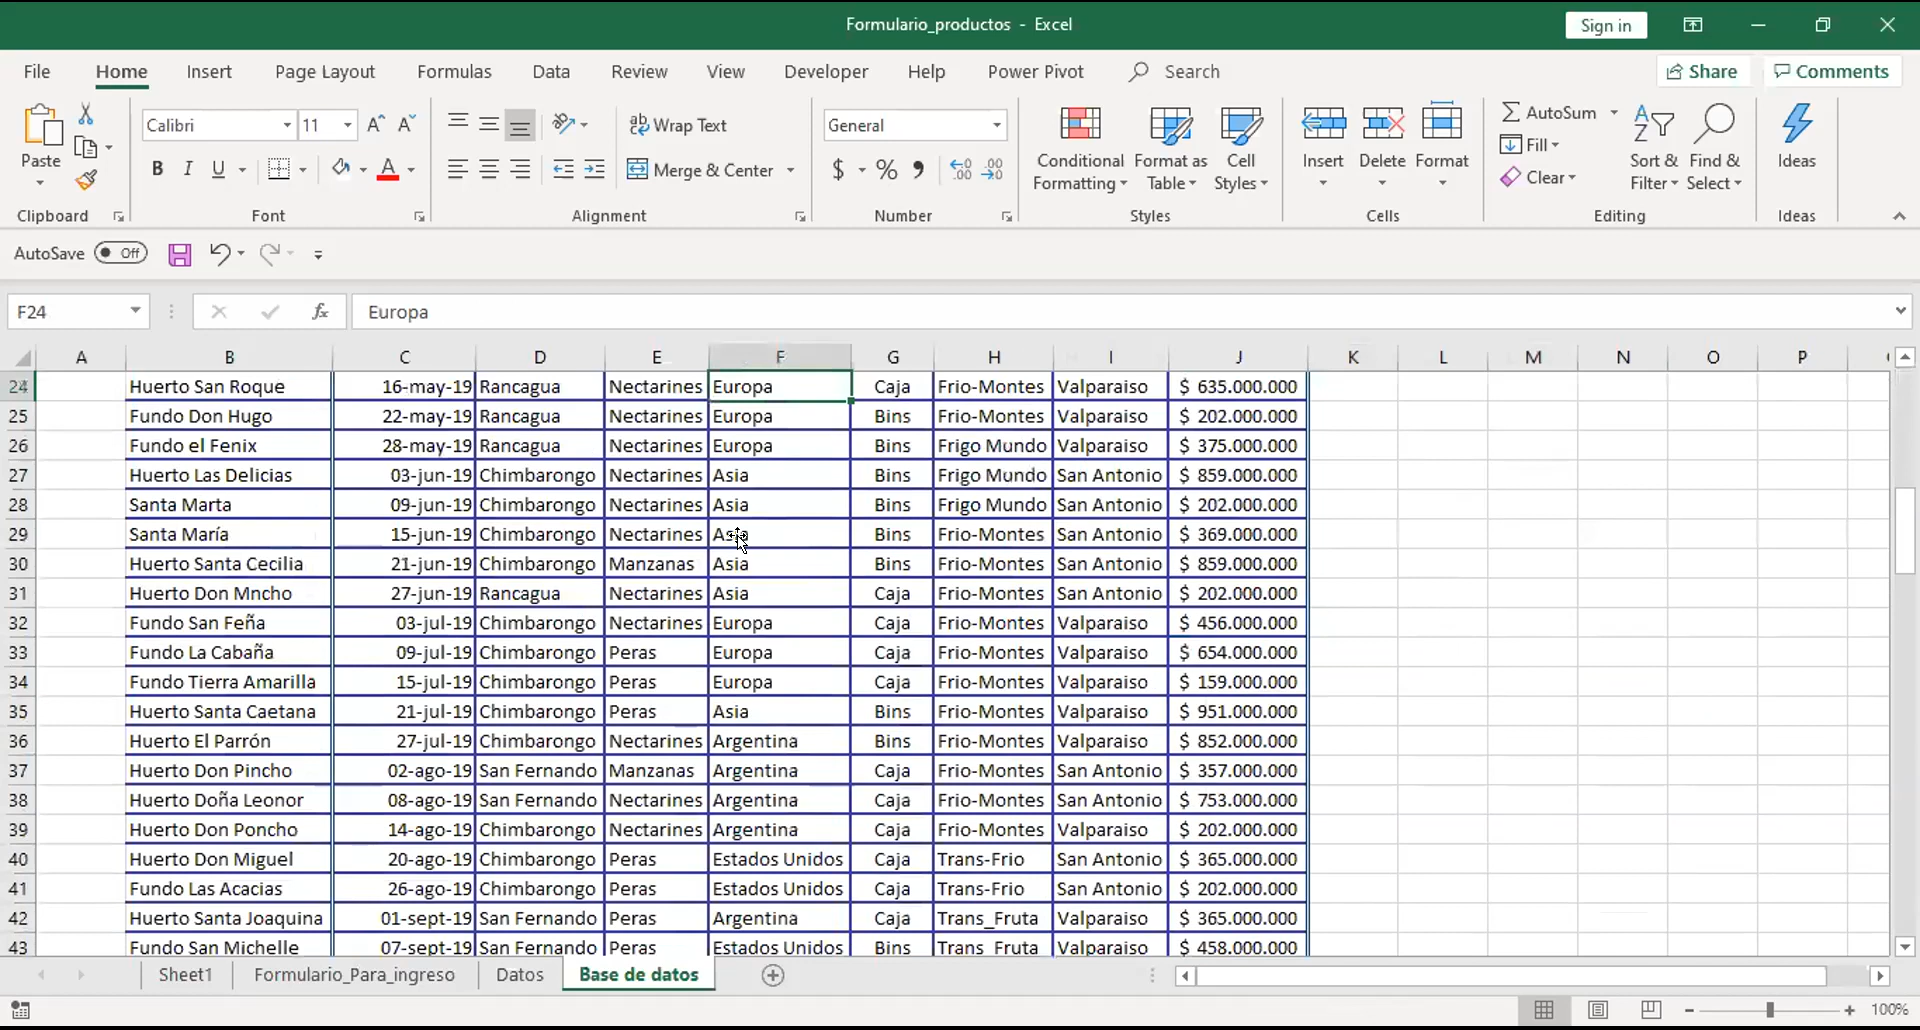 Formulario_productos - Excel
Sign in
File Home Insert Page Layout Formulas Data Review View Developer Help Power Pivot Search Share Comments
Paste
Clipboard
Calibri 11
B I U
Font
Wrap Text
Merge & Center
Alignment
General
$ %
Number
Conditional Formatting
Format as Table
Cell Styles
Styles
Insert Delete Format
Cells
AutoSum
Fill
Clear
Sort & Filter
Find & Select
Editing
Ideas
Ideas
AutoSave Off
F24 fx Europa
A B C D E F G H I J K L M N O P
24 Huerto San Roque 16-may-19 Rancagua Nectarines Europa Caja Frio-Montes Valparaiso $ 635.000.000
25 Fundo Don Hugo 22-may-19 Rancagua Nectarines Europa Bins Frio-Montes Valparaiso $ 202.000.000
26 Fundo el Fenix 28-may-19 Rancagua Nectarines Europa Bins Frigo Mundo Valparaiso $ 375.000.000
27 Huerto Las Delicias 03-jun-19 Chimbarongo Nectarines Asia Bins Frigo Mundo San Antonio $ 859.000.000
28 Santa Marta 09-jun-19 Chimbarongo Nectarines Asia Bins Frigo Mundo San Antonio $ 202.000.000
29 Santa María 15-jun-19 Chimbarongo Nectarines Asia Bins Frio-Montes San Antonio $ 369.000.000
30 Huerto Santa Cecilia 21-jun-19 Chimbarongo Manzanas Asia Bins Frio-Montes San Antonio $ 859.000.000
31 Huerto Don Mncho 27-jun-19 Rancagua Nectarines Asia Caja Frio-Montes San Antonio $ 202.000.000
32 Fundo San Feña 03-jul-19 Chimbarongo Nectarines Europa Caja Frio-Montes Valparaiso $ 456.000.000
33 Fundo La Cabaña 09-jul-19 Chimbarongo Peras Europa Caja Frio-Montes Valparaiso $ 654.000.000
34 Fundo Tierra Amarilla 15-jul-19 Chimbarongo Peras Europa Caja Frio-Montes Valparaiso $ 159.000.000
35 Huerto Santa Caetana 21-jul-19 Chimbarongo Peras Asia Bins Frio-Montes Valparaiso $ 951.000.000
36 Huerto El Parrón 27-jul-19 Chimbarongo Nectarines Argentina Bins Frio-Montes Valparaiso $ 852.000.000
37 Huerto Don Pincho 02-ago-19 San Fernando Manzanas Argentina Caja Frio-Montes San Antonio $ 357.000.000
38 Huerto Doña Leonor 08-ago-19 San Fernando Nectarines Argentina Caja Frio-Montes San Antonio $ 753.000.000
39 Huerto Don Poncho 14-ago-19 Chimbarongo Nectarines Argentina Caja Frio-Montes Valparaiso $ 202.000.000
40 Huerto Don Miguel 20-ago-19 Chimbarongo Peras Estados Unidos Caja Trans-Frio San Antonio $ 365.000.000
41 Fundo Las Acacias 26-ago-19 Chimbarongo Peras Estados Unidos Caja Trans-Frio San Antonio $ 202.000.000
42 Huerto Santa Joaquina 01-sept-19 San Fernando Peras Argentina Caja Trans_Fruta Valparaiso $ 365.000.000
43 Fundo San Michelle 07-sept-19 San Fernando Peras Estados Unidos Bins Trans_Fruta Valparaiso $ 458.000.000
Sheet1 Formulario_Para_ingreso Datos Base de datos
100%